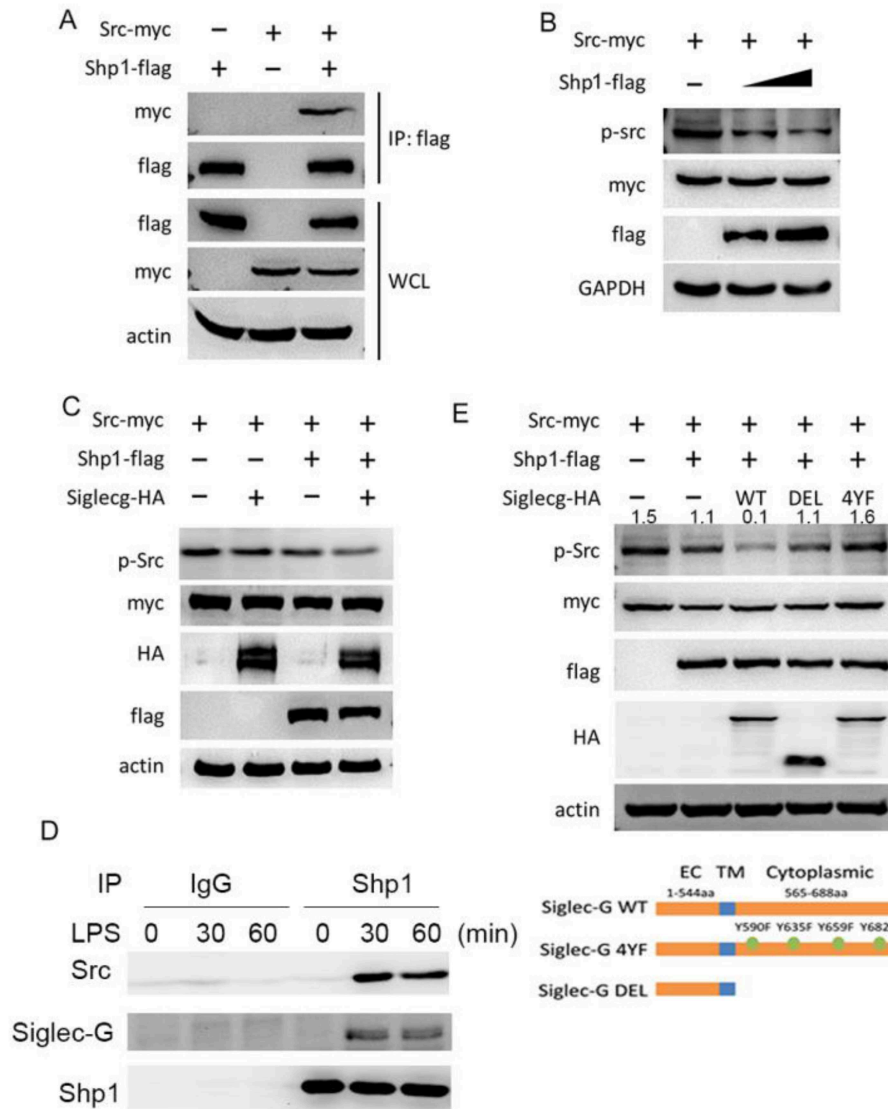 A
Src-myc − + +
Shp1-flag + − +
myc
flag
IP: flag
flag
myc
actin
WCL
B
Src-myc + + +
Shp1-flag −
p-src
myc
flag
GAPDH
C
Src-myc + + + +
Shp1-flag − − + +
Siglecg-HA − + − +
p-Src
myc
HA
flag
actin
E
Src-myc + + + + +
Shp1-flag − + + + +
Siglecg-HA − − WT DEL 4YF
1.5 1.1 0.1 1.1 1.6
p-Src
myc
flag
HA
actin
D
IP IgG Shp1
LPS 0 30 60 0 30 60 (min)
Src
Siglec-G
Shp1
EC TM Cytoplasmic
1-544aa 565-688aa
Siglec-G WT
Y590F Y635F Y659F Y682
Siglec-G 4YF
Siglec-G DEL